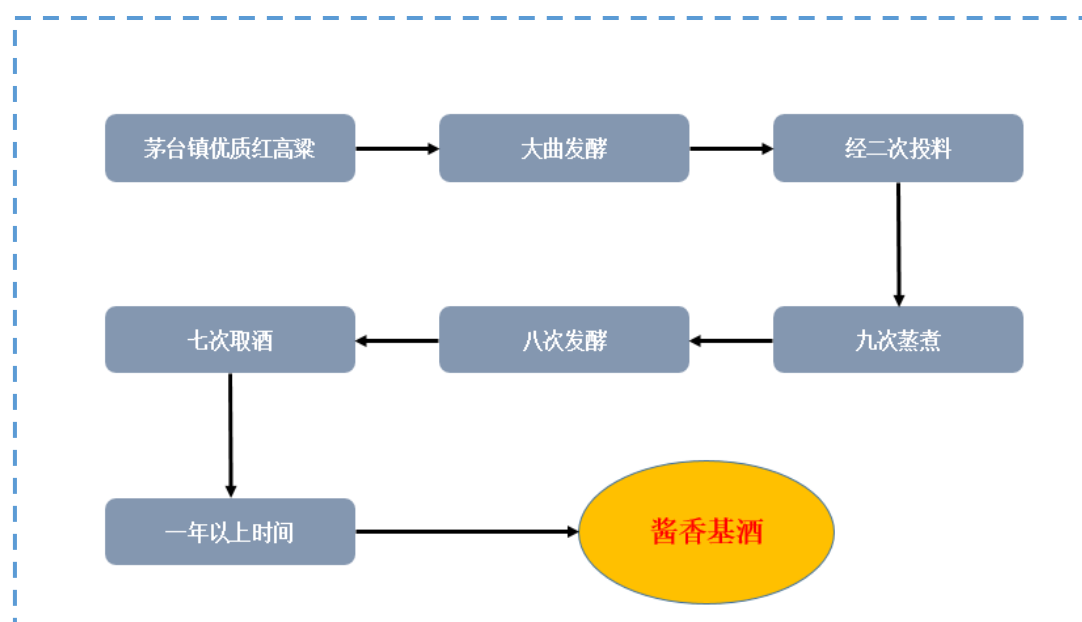 茅台镇优质红高粱
大曲发酵
经二次投料
九次蒸煮
八次发酵
七次取酒
一年以上时间
酱香基酒